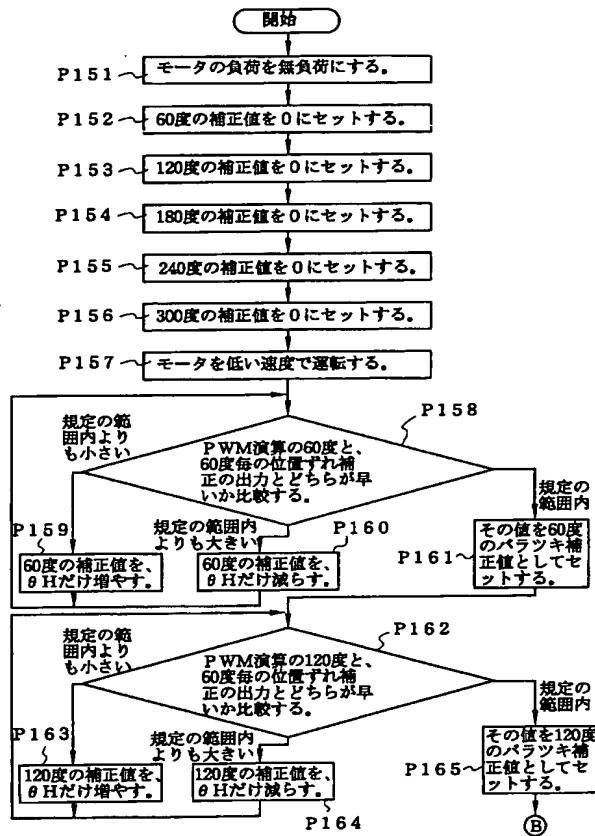 開始
P151
モータの負荷を無負荷にする。
P152
60度の補正値を0にセットする。
P153
120度の補正値を0にセットする。
P154
180度の補正値を0にセットする。
P155
240度の補正値を0にセットする。
P156
300度の補正値を0にセットする。
P157
モータを低い速度で運転する。
P158
規定の範
囲内より
も小さい
PWM演算の60度と、
60度毎の位置ずれ補
正の出力とどちらが早
いか比較する。
規定の
範囲内
P159
規定の範囲内
よりも大きい
P160
60度の補正値を、
θHだけ増やす。
60度の補正値を、
θHだけ減らす。
P161
その値を60度
のバラツキ補
正値としてセ
ットする。
P162
規定の範
囲内より
も小さい
PWM演算の120度と、
60度毎の位置ずれ補
正の出力とどちらが早
いか比較する。
規定の
範囲内
P163
規定の範囲内
よりも大きい
120度の補正値を、
θHだけ増やす。
120度の補正値を、
θHだけ減らす。
P164
P165
その値を120度
のバラツキ補
正値としてセ
ットする。
B